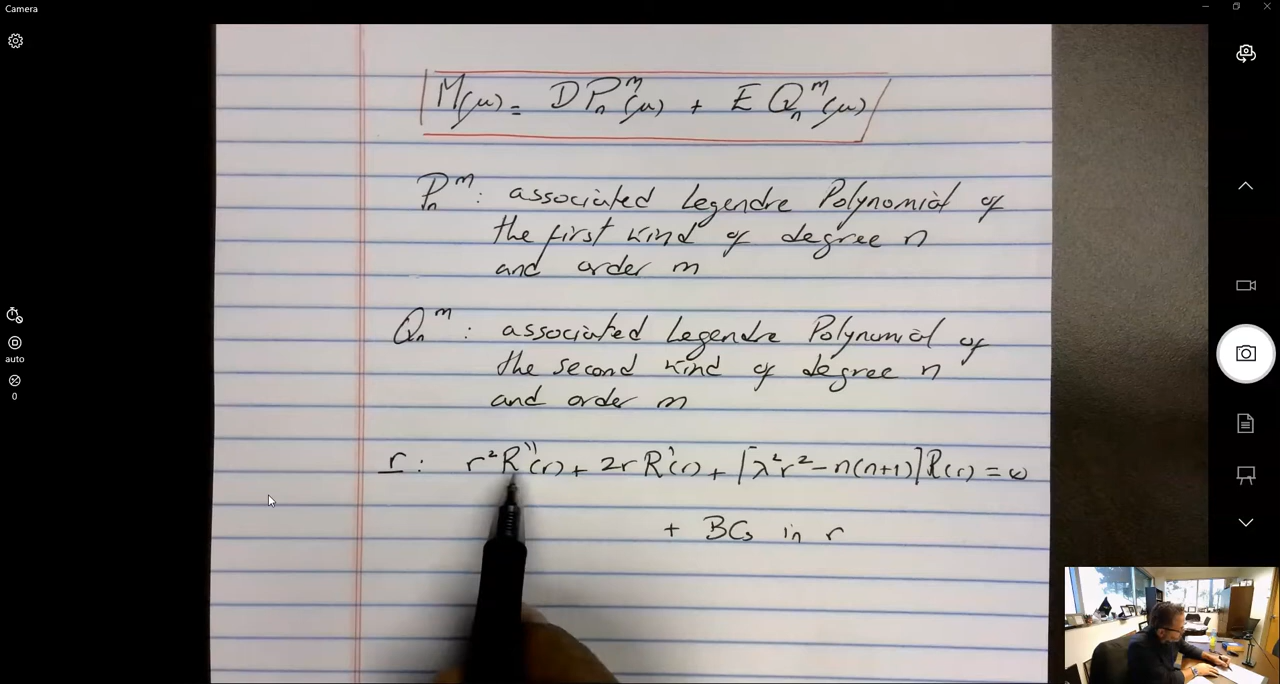 Camera
M(μ) = D Pₙᵐ(μ) + E Qₙᵐ(μ)
Pₙᵐ : associated Legendre Polynomial of
the first kind of degree n
and order m
Qₙᵐ : associated Legendre Polynomial of
the second kind of degree n
and order m
r : r²R''(r) + 2r R'(r) + [λ²r² - n(n+1)] R(r) = 0
+ BCs in r
auto
0